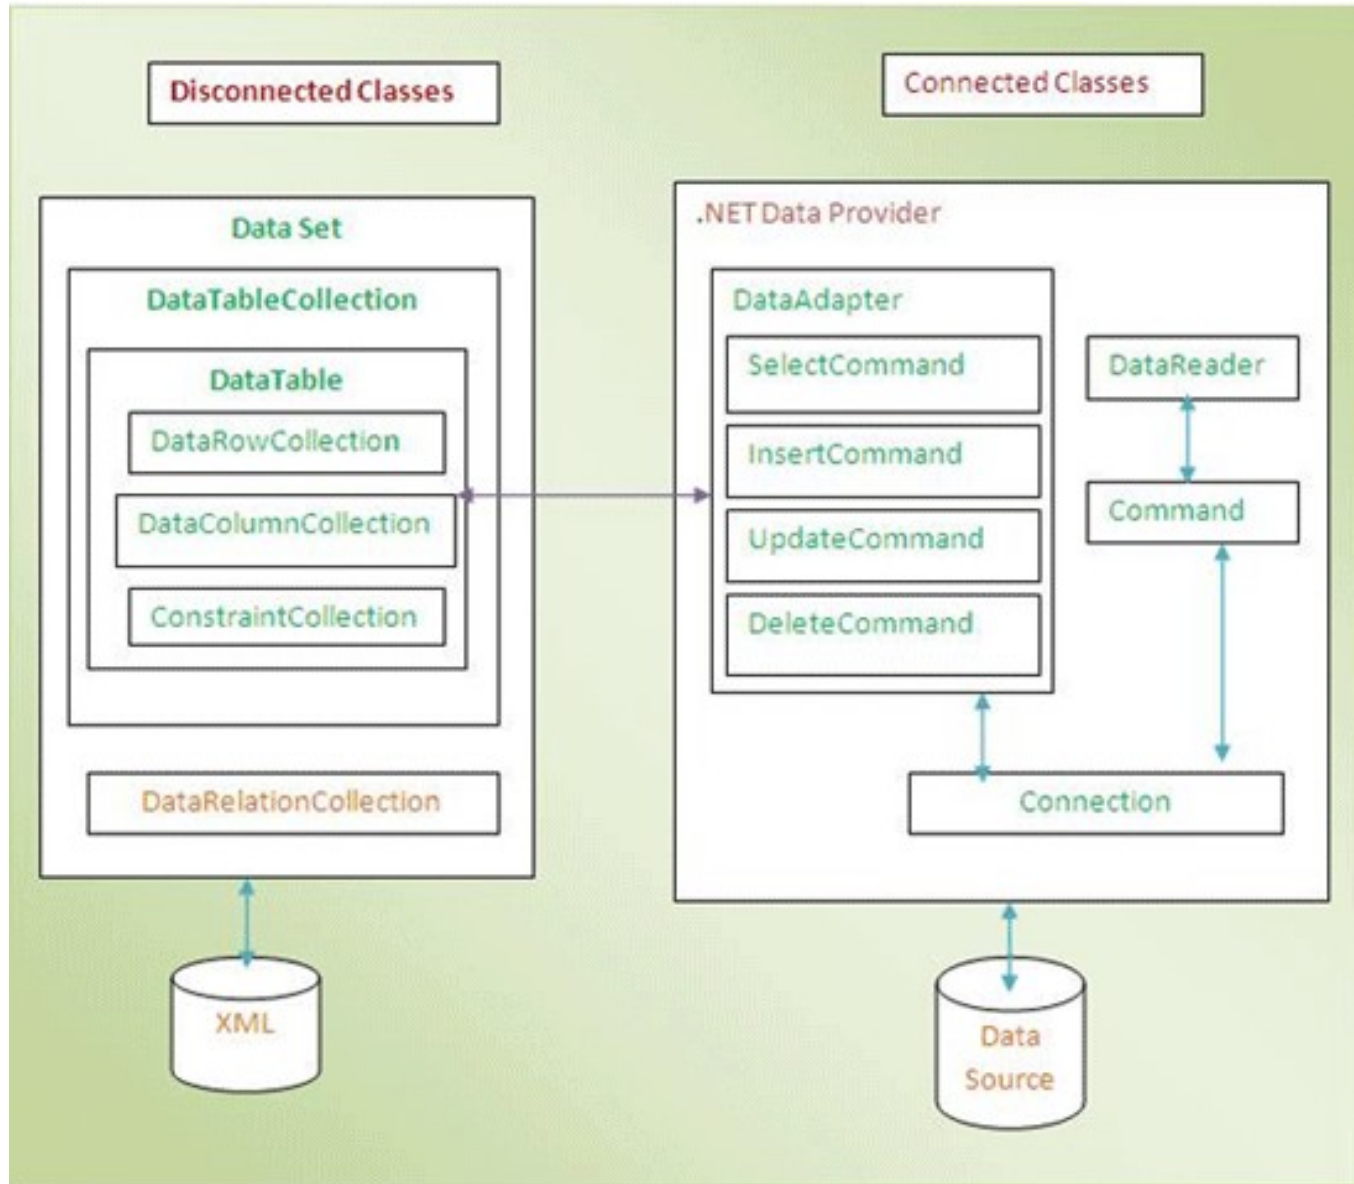 Disconnected Classes
Connected Classes
Data Set
DataTableCollection
DataTable
DataRowCollection
DataColumnCollection
ConstraintCollection
DataRelationCollection
XML
.NET Data Provider
DataAdapter
SelectCommand
InsertCommand
UpdateCommand
DeleteCommand
DataReader
Command
Connection
Data
Source